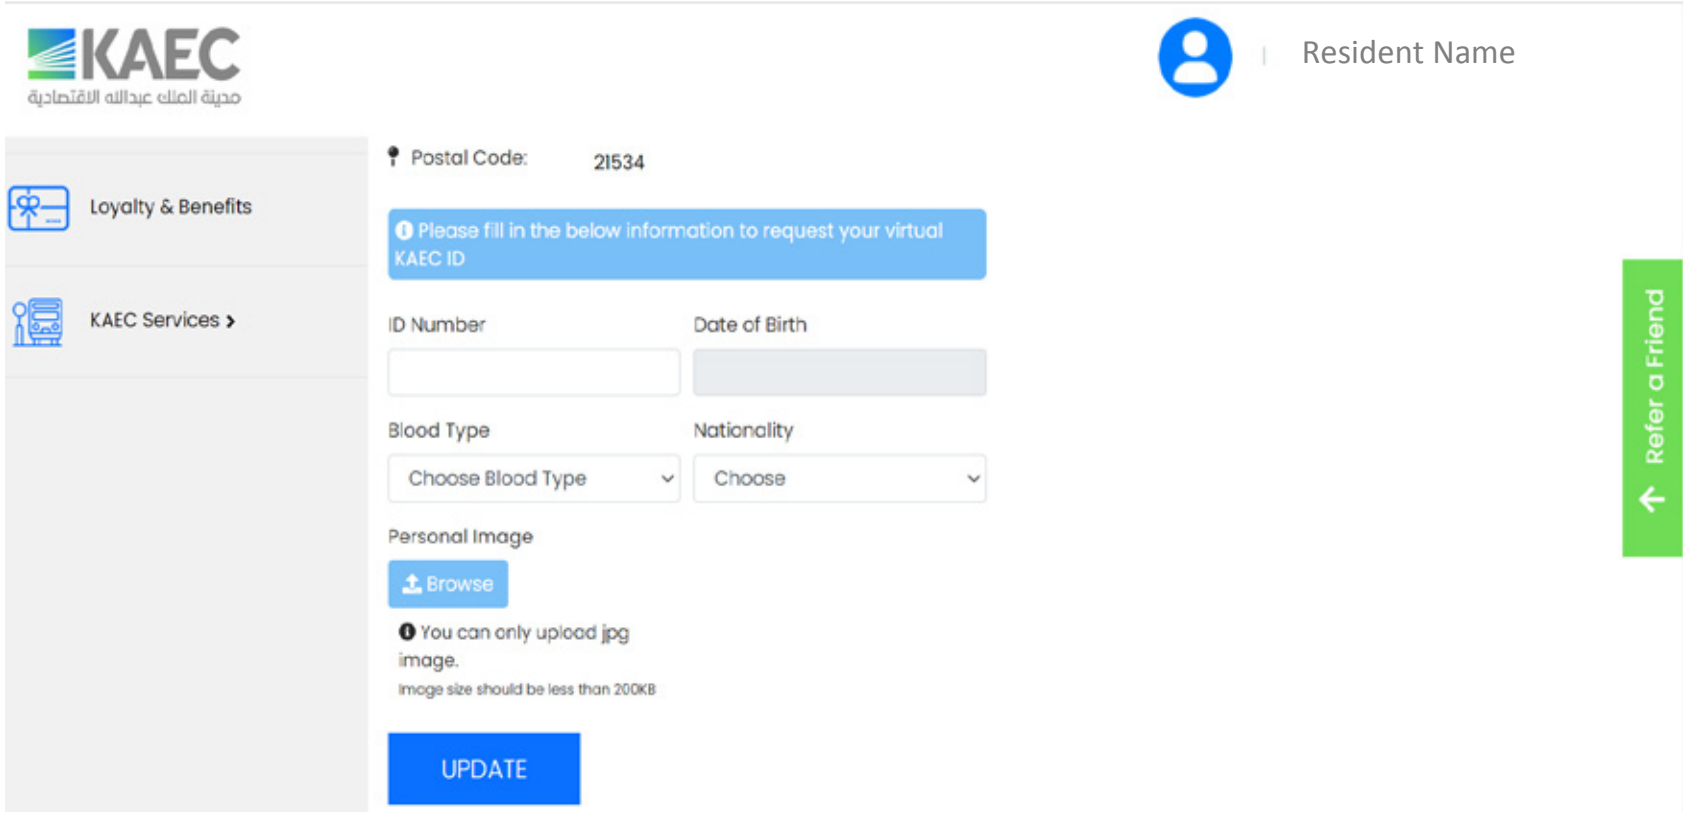 KAEC
مدينة الملك عبدالله الاقتصادية
Resident Name
Postal Code: 21534
Loyalty & Benefits
KAEC Services
Please fill in the below information to request your virtual
KAEC ID
ID Number Date of Birth
Blood Type Nationality
Choose Blood Type Choose
Personal Image
Browse
You can only upload jpg
image.
Image size should be less than 200KB
UPDATE
Refer a Friend